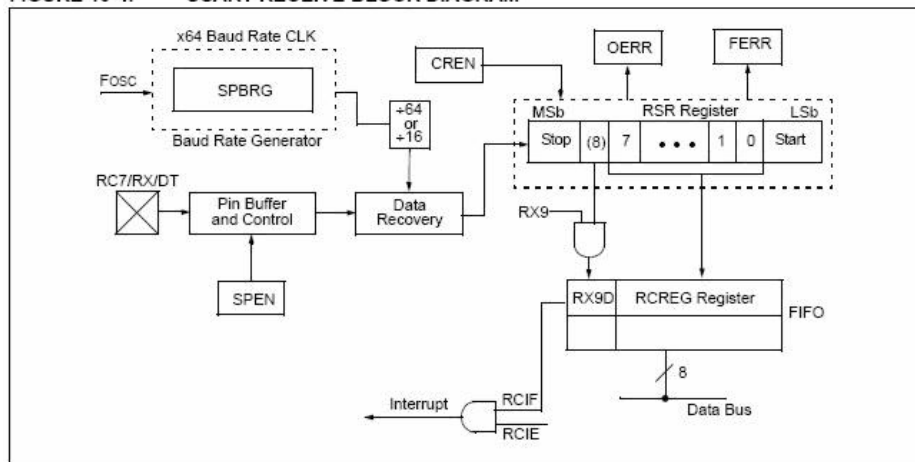 x64 Baud Rate CLK
FOSC
SPBRG
Baud Rate Generator
÷64
or
÷16
CREN
OERR
FERR
MSb
RSR Register
LSb
Stop
(8)
7
• • •
1
0
Start
RC7/RX/DT
Pin Buffer
and Control
Data
Recovery
SPEN
RX9
RX9D
RCREG Register
FIFO
8
Data Bus
Interrupt
RCIF
RCIE